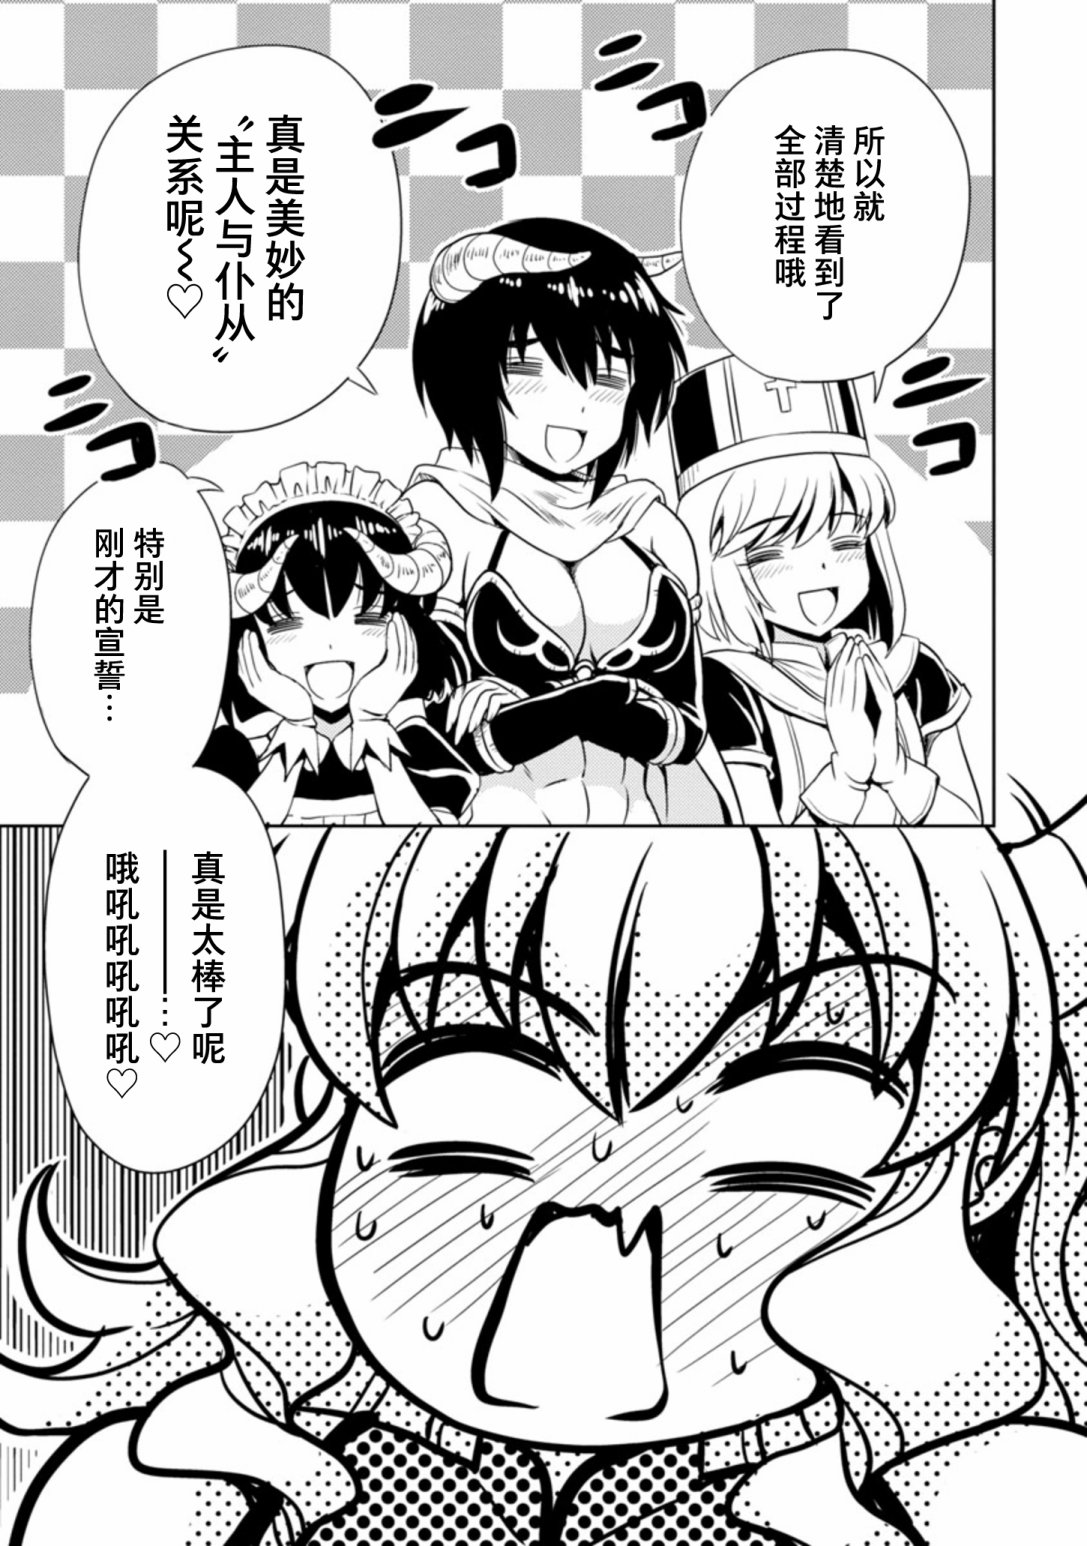 所以就
清楚地看到了
全部过程哦
ニコ
真是美妙的
“主人与仆从”
关系呢～♡
ニコ
ニコ
特别是
刚才的宣誓…
真是太棒了呢
——…♡
哦吼吼吼吼吼♡